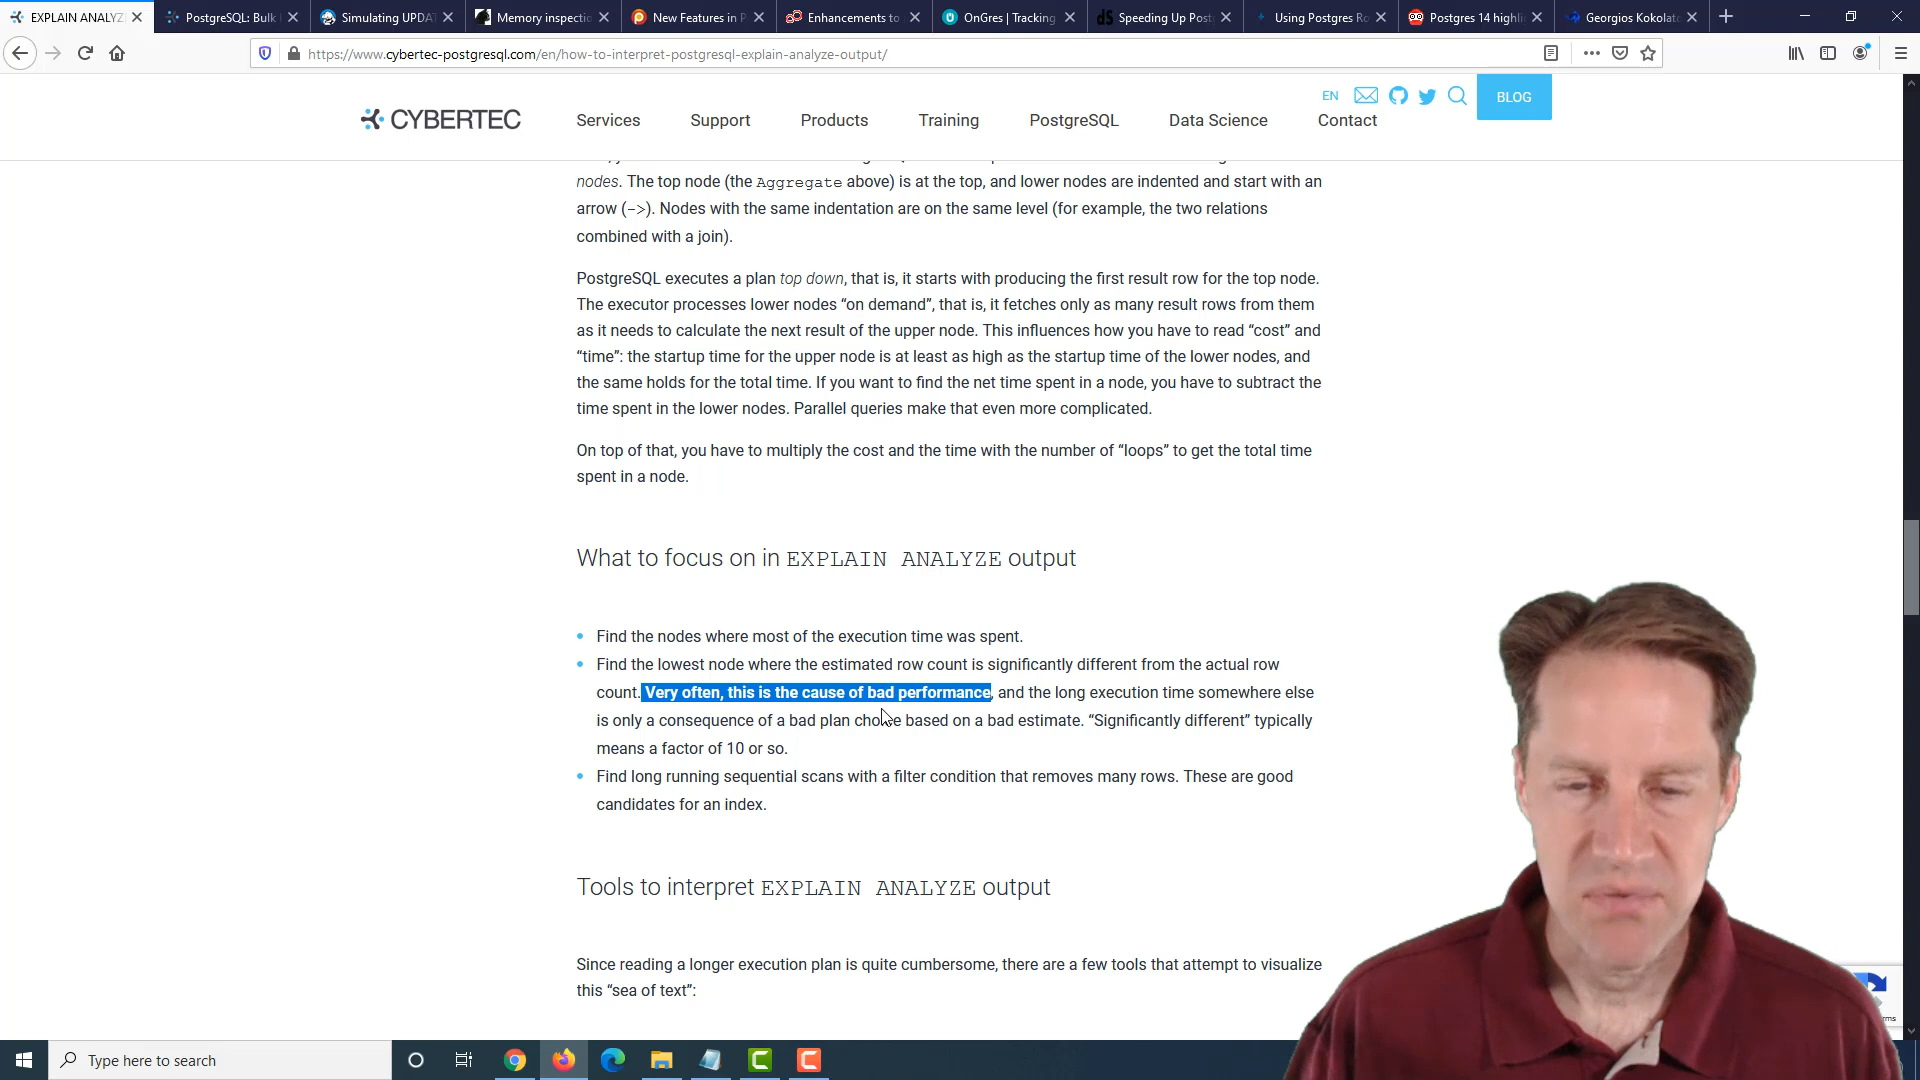 EXPLAIN ANALYZ
PostgreSQL: Bulk
Simulating UPDA
Memory inspectio
New Features in P
Enhancements to
OnGres | Tracking
Speeding Up Post
Using Postgres Ro
Postgres 14 highli
Georgios Kokolato
https://www.cybertec-postgresql.com/en/how-to-interpret-postgresql-explain-analyze-output/
EN
BLOG
CYBERTEC
Services
Support
Products
Training
PostgreSQL
Data Science
Contact
nodes. The top node (the Aggregate above) is at the top, and lower nodes are indented and start with an
arrow (->). Nodes with the same indentation are on the same level (for example, the two relations
combined with a join).
PostgreSQL executes a plan top down, that is, it starts with producing the first result row for the top node.
The executor processes lower nodes “on demand”, that is, it fetches only as many result rows from them
as it needs to calculate the next result of the upper node. This influences how you have to read “cost” and
“time”: the startup time for the upper node is at least as high as the startup time of the lower nodes, and
the same holds for the total time. If you want to find the net time spent in a node, you have to subtract the
time spent in the lower nodes. Parallel queries make that even more complicated.
On top of that, you have to multiply the cost and the time with the number of “loops” to get the total time
spent in a node.
What to focus on in EXPLAIN ANALYZE output
Find the nodes where most of the execution time was spent.
Find the lowest node where the estimated row count is significantly different from the actual row
count. Very often, this is the cause of bad performance, and the long execution time somewhere else
is only a consequence of a bad plan choice based on a bad estimate. “Significantly different” typically
means a factor of 10 or so.
Find long running sequential scans with a filter condition that removes many rows. These are good
candidates for an index.
Tools to interpret EXPLAIN ANALYZE output
Since reading a longer execution plan is quite cumbersome, there are a few tools that attempt to visualize
this “sea of text”:
Type here to search